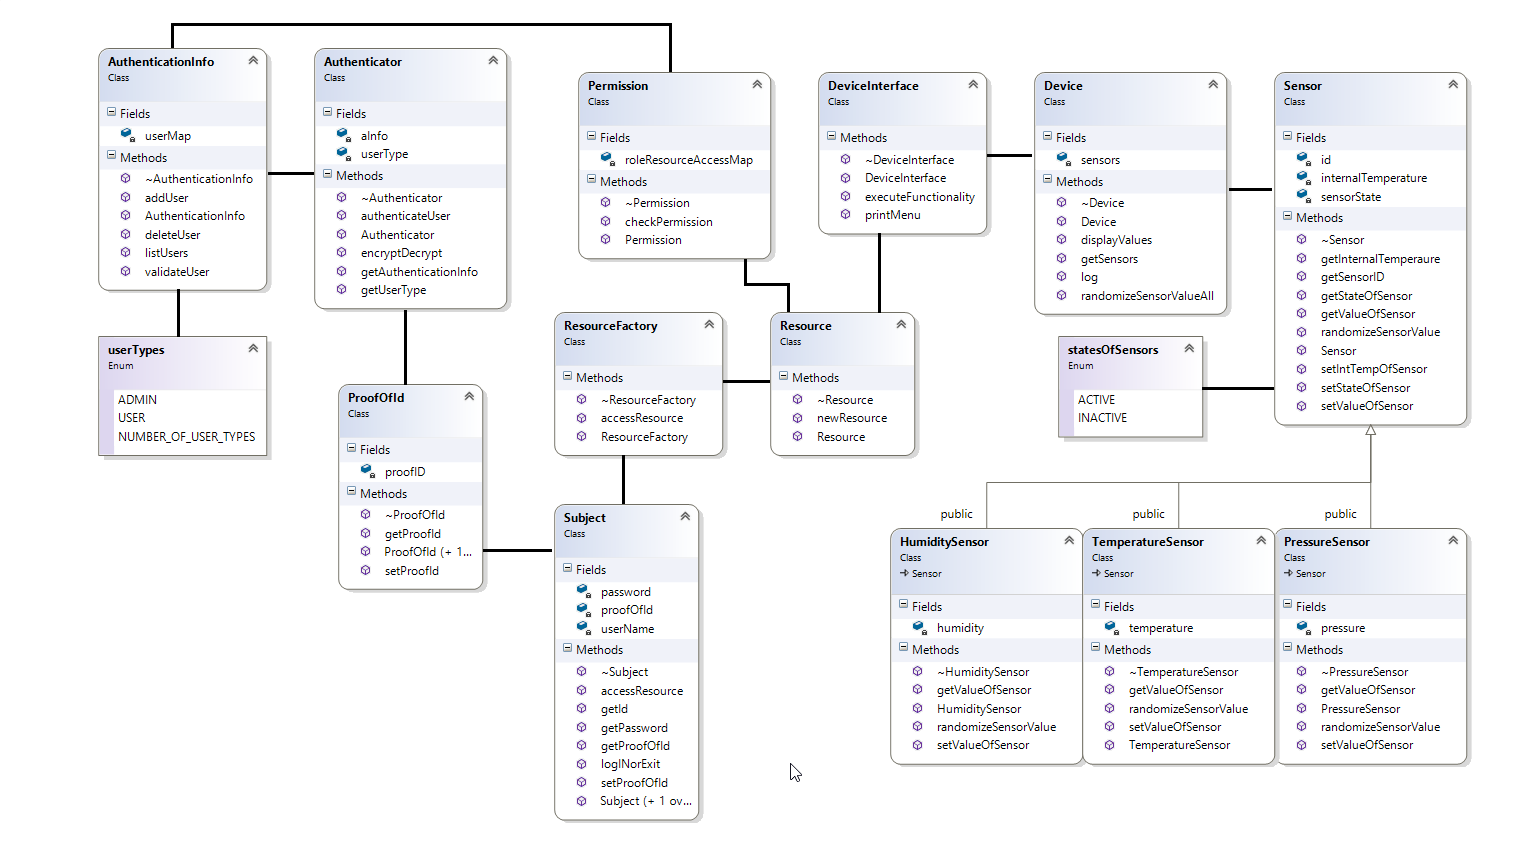 AuthenticationInfo
Class
Fields
userMap
Methods
~AuthenticationInfo
addUser
AuthenticationInfo
deleteUser
listUsers
validateUser
Authenticator
Class
Fields
aInfo
userType
Methods
~Authenticator
authenticateUser
Authenticator
encryptDecrypt
getAuthenticationInfo
getUserType
Permission
Class
Fields
roleResourceAccessMap
Methods
~Permission
checkPermission
Permission
DeviceInterface
Class
Methods
~DeviceInterface
DeviceInterface
executeFunctionality
printMenu
Device
Class
Fields
sensors
Methods
~Device
Device
displayValues
getSensors
log
randomizeSensorValueAll
Sensor
Class
Fields
id
internalTemperature
sensorState
Methods
~Sensor
getInternalTemperaure
getSensorID
getStateOfSensor
getValueOfSensor
randomizeSensorValue
Sensor
setIntTempOfSensor
setStateOfSensor
setValueOfSensor
userTypes
Enum
ADMIN
USER
NUMBER_OF_USER_TYPES
ProofOfId
Class
Fields
proofID
Methods
~ProofOfId
getProofId
ProofOfId (+ 1...
setProofId
ResourceFactory
Class
Methods
~ResourceFactory
accessResource
ResourceFactory
Resource
Class
Methods
~Resource
newResource
Resource
statesOfSensors
Enum
ACTIVE
INACTIVE
Subject
Class
Fields
password
proofOfId
userName
Methods
~Subject
accessResource
getId
getPassword
getProofOfId
logINorExit
setProofOfId
Subject (+ 1 ov...
public
public
public
HumiditySensor
Class
Sensor
Fields
humidity
Methods
~HumiditySensor
getValueOfSensor
HumiditySensor
randomizeSensorValue
setValueOfSensor
TemperatureSensor
Class
Sensor
Fields
temperature
Methods
~TemperatureSensor
getValueOfSensor
randomizeSensorValue
setValueOfSensor
TemperatureSensor
PressureSensor
Class
Sensor
Fields
pressure
Methods
~PressureSensor
getValueOfSensor
PressureSensor
randomizeSensorValue
setValueOfSensor